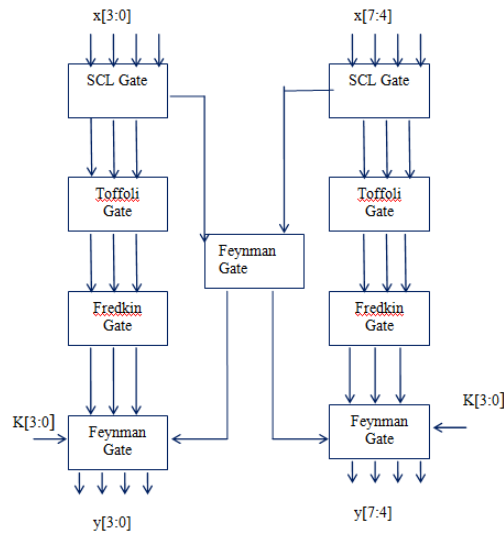 x[3:0]
x[7:4]
SCL Gate
SCL Gate
Toffoli
Gate
Toffoli
Gate
Feynman
Gate
Fredkin
Gate
Fredkin
Gate
K[3:0]
K[3:0]
Feynman
Gate
Feynman
Gate
y[3:0]
y[7:4]